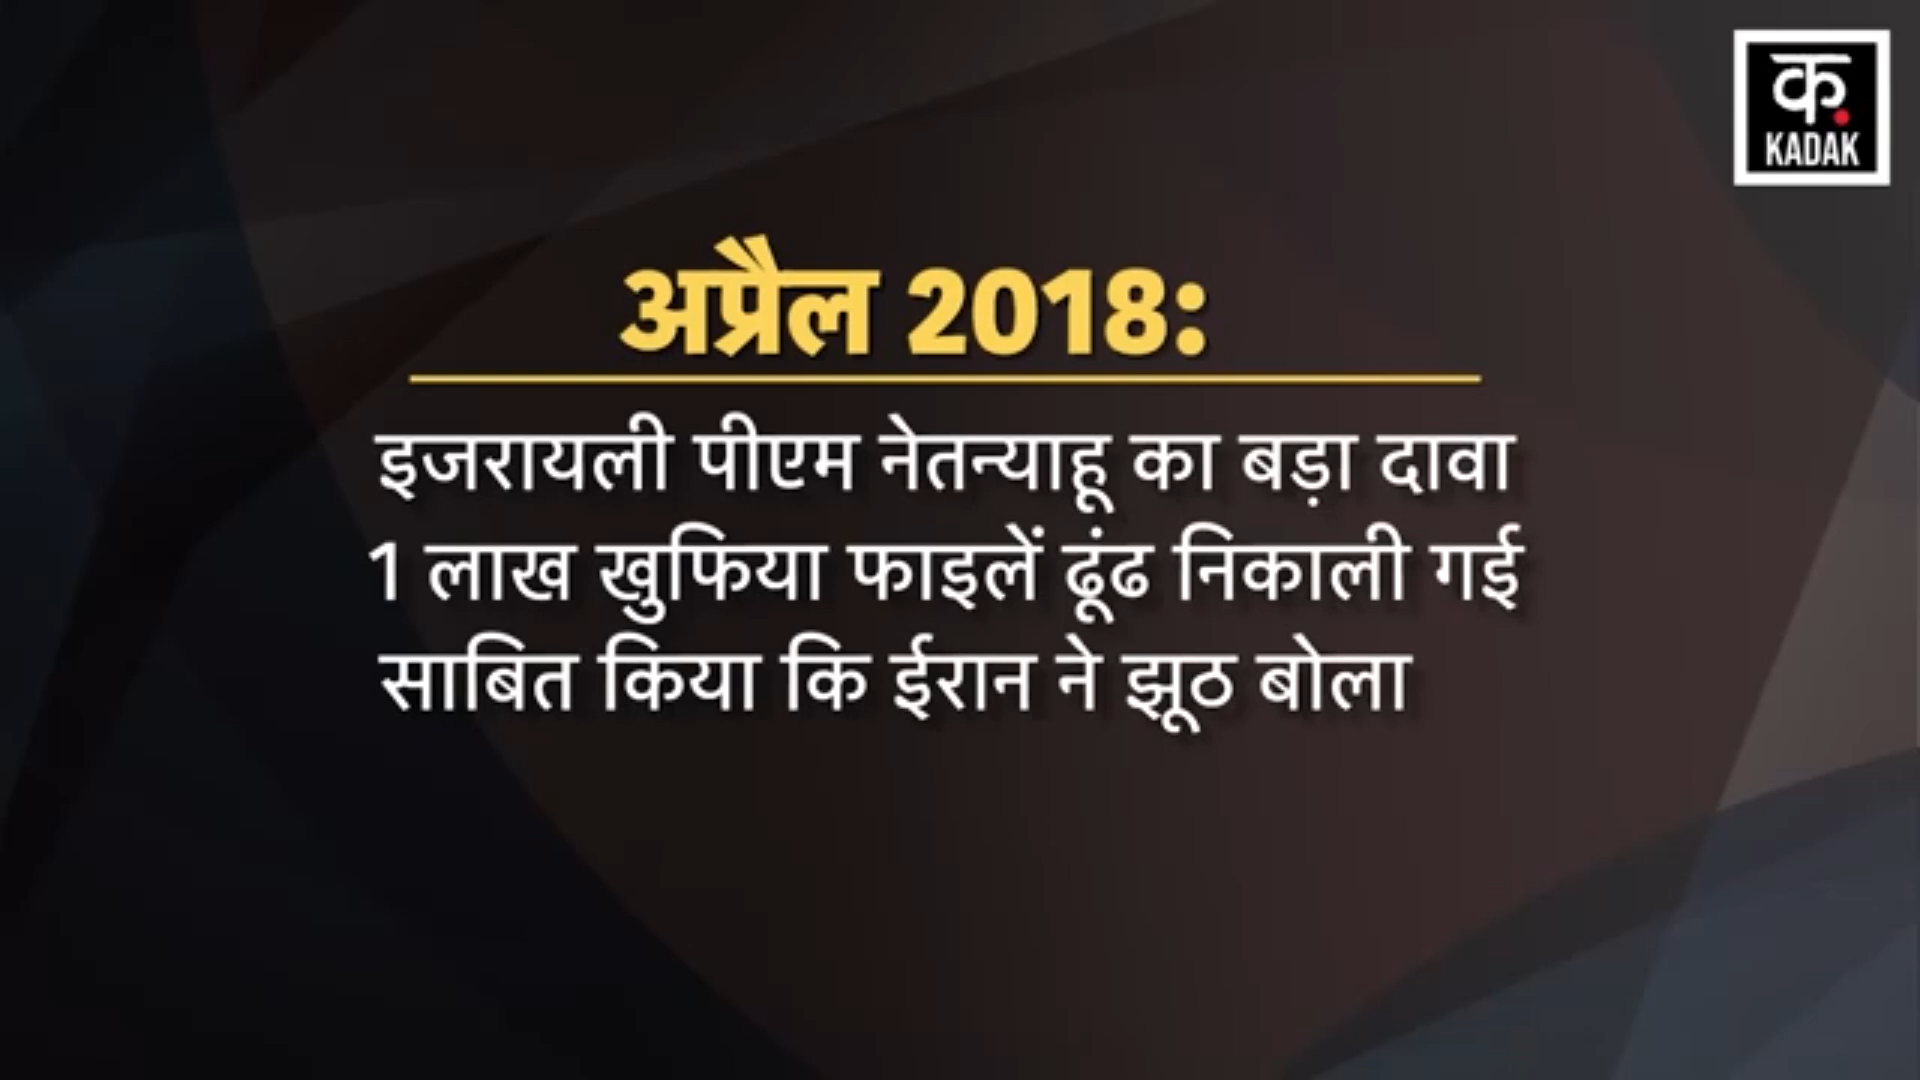 क.
KADAK
अप्रैल 2018:
इजरायली पीएम नेतन्याहू का बड़ा दावा
1 लाख खुफिया फाइलें ढूंढ निकाली गई
साबित किया कि ईरान ने झूठ बोला